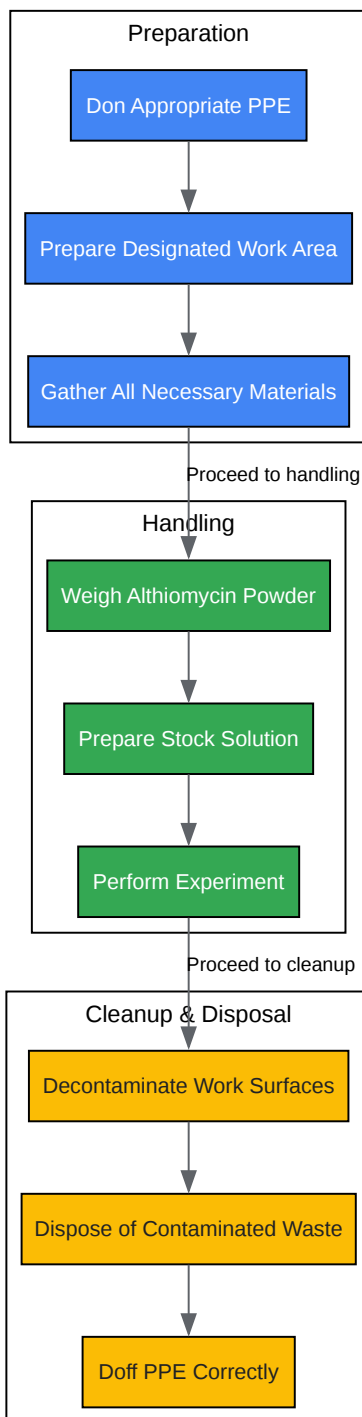 Preparation
Don Appropriate PPE
Prepare Designated Work Area
Gather All Necessary Materials
Proceed to handling
Handling
Weigh Althiomycin Powder
Prepare Stock Solution
Perform Experiment
Proceed to cleanup
Cleanup & Disposal
Decontaminate Work Surfaces
Dispose of Contaminated Waste
Doff PPE Correctly